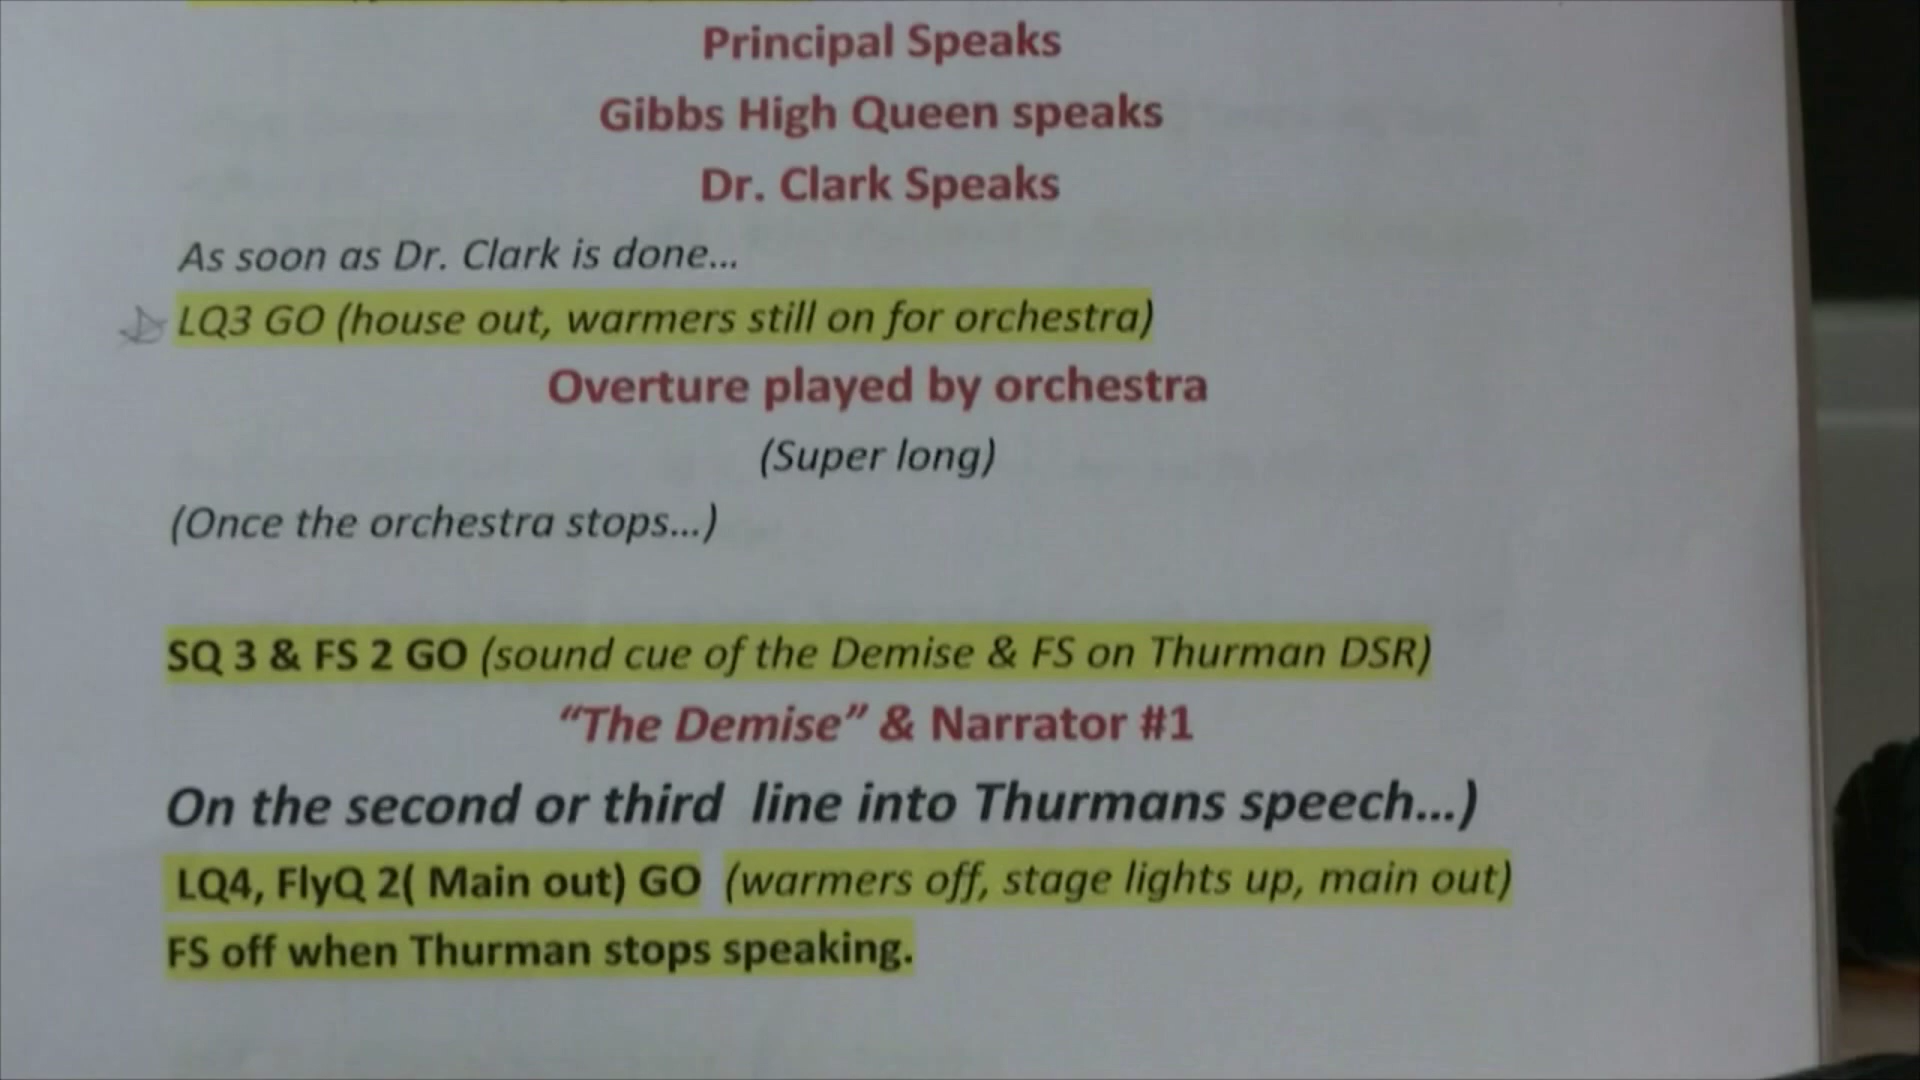 Principal Speaks
Gibbs High Queen speaks
Dr. Clark Speaks
As soon as Dr. Clark is done...
LQ3 GO (house out, warmers still on for orchestra)
Overture played by orchestra
(Super long)
(Once the orchestra stops...)
SQ 3 & FS 2 GO (sound cue of the Demise & FS on Thurman DSR)
“The Demise” & Narrator #1
On the second or third line into Thurmans speech...)
LQ4, FlyQ 2( Main out) GO (warmers off, stage lights up, main out)
FS off when Thurman stops speaking.